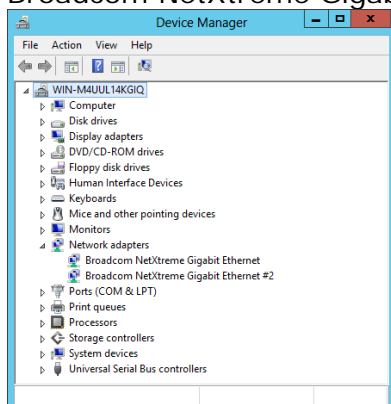 Broadcom NetXtreme Gigab
Device Manager
File Action View Help
WIN-M4UUL14KGIQ
Computer
Disk drives
Display adapters
DVD/CD-ROM drives
Floppy disk drives
Human Interface Devices
Keyboards
Mice and other pointing devices
Monitors
Network adapters
Broadcom NetXtreme Gigabit Ethernet
Broadcom NetXtreme Gigabit Ethernet #2
Ports (COM & LPT)
Print queues
Processors
Storage controllers
System devices
Universal Serial Bus controllers